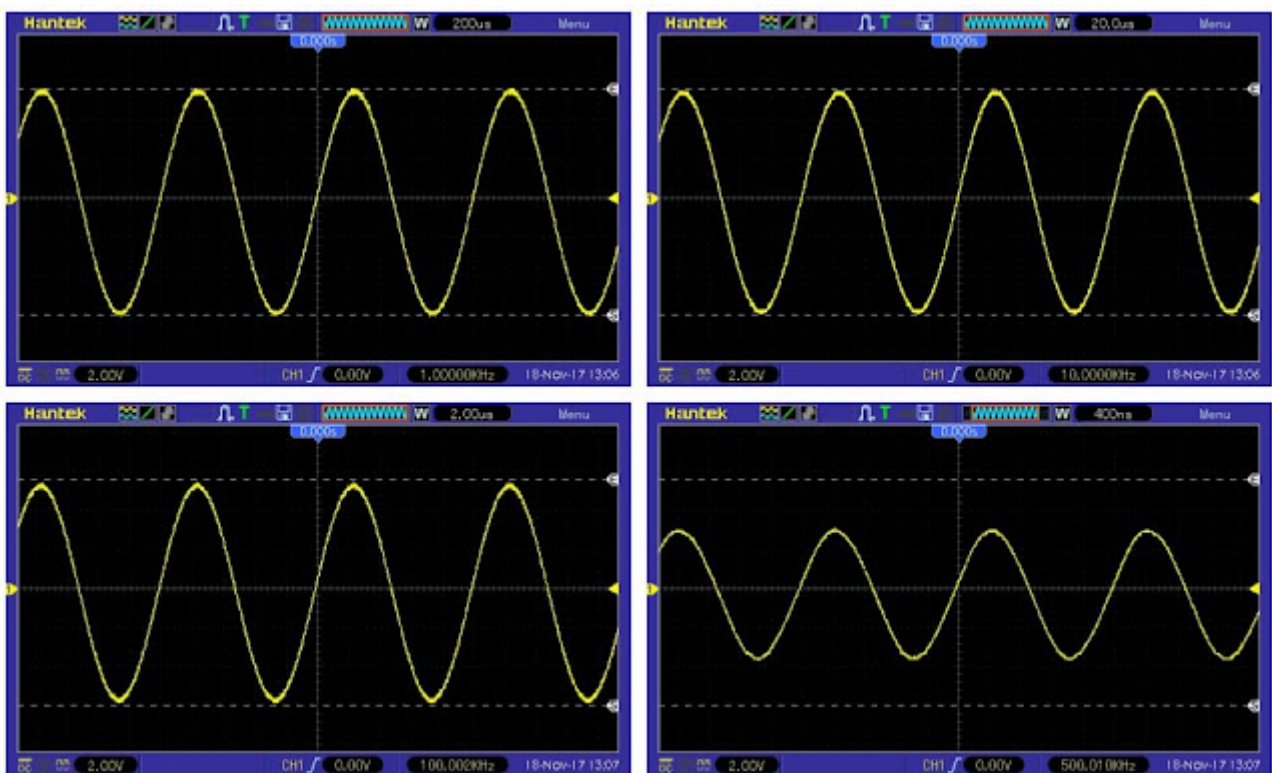 Hantek T W 200us Menu
0.000s
2.00V CH1 0.00V 1.00000KHz 18-Nov-17 13:06
Hantek T W 20.0us Menu
0.000s
2.00V CH1 0.00V 10.0000KHz 18-Nov-17 13:06
Hantek T W 2.00us Menu
0.000s
2.00V CH1 0.00V 100.002KHz 18-Nov-17 13:07
Hantek T W 400ns Menu
0.000s
2.00V CH1 0.00V 500.010KHz 18-Nov-17 13:07